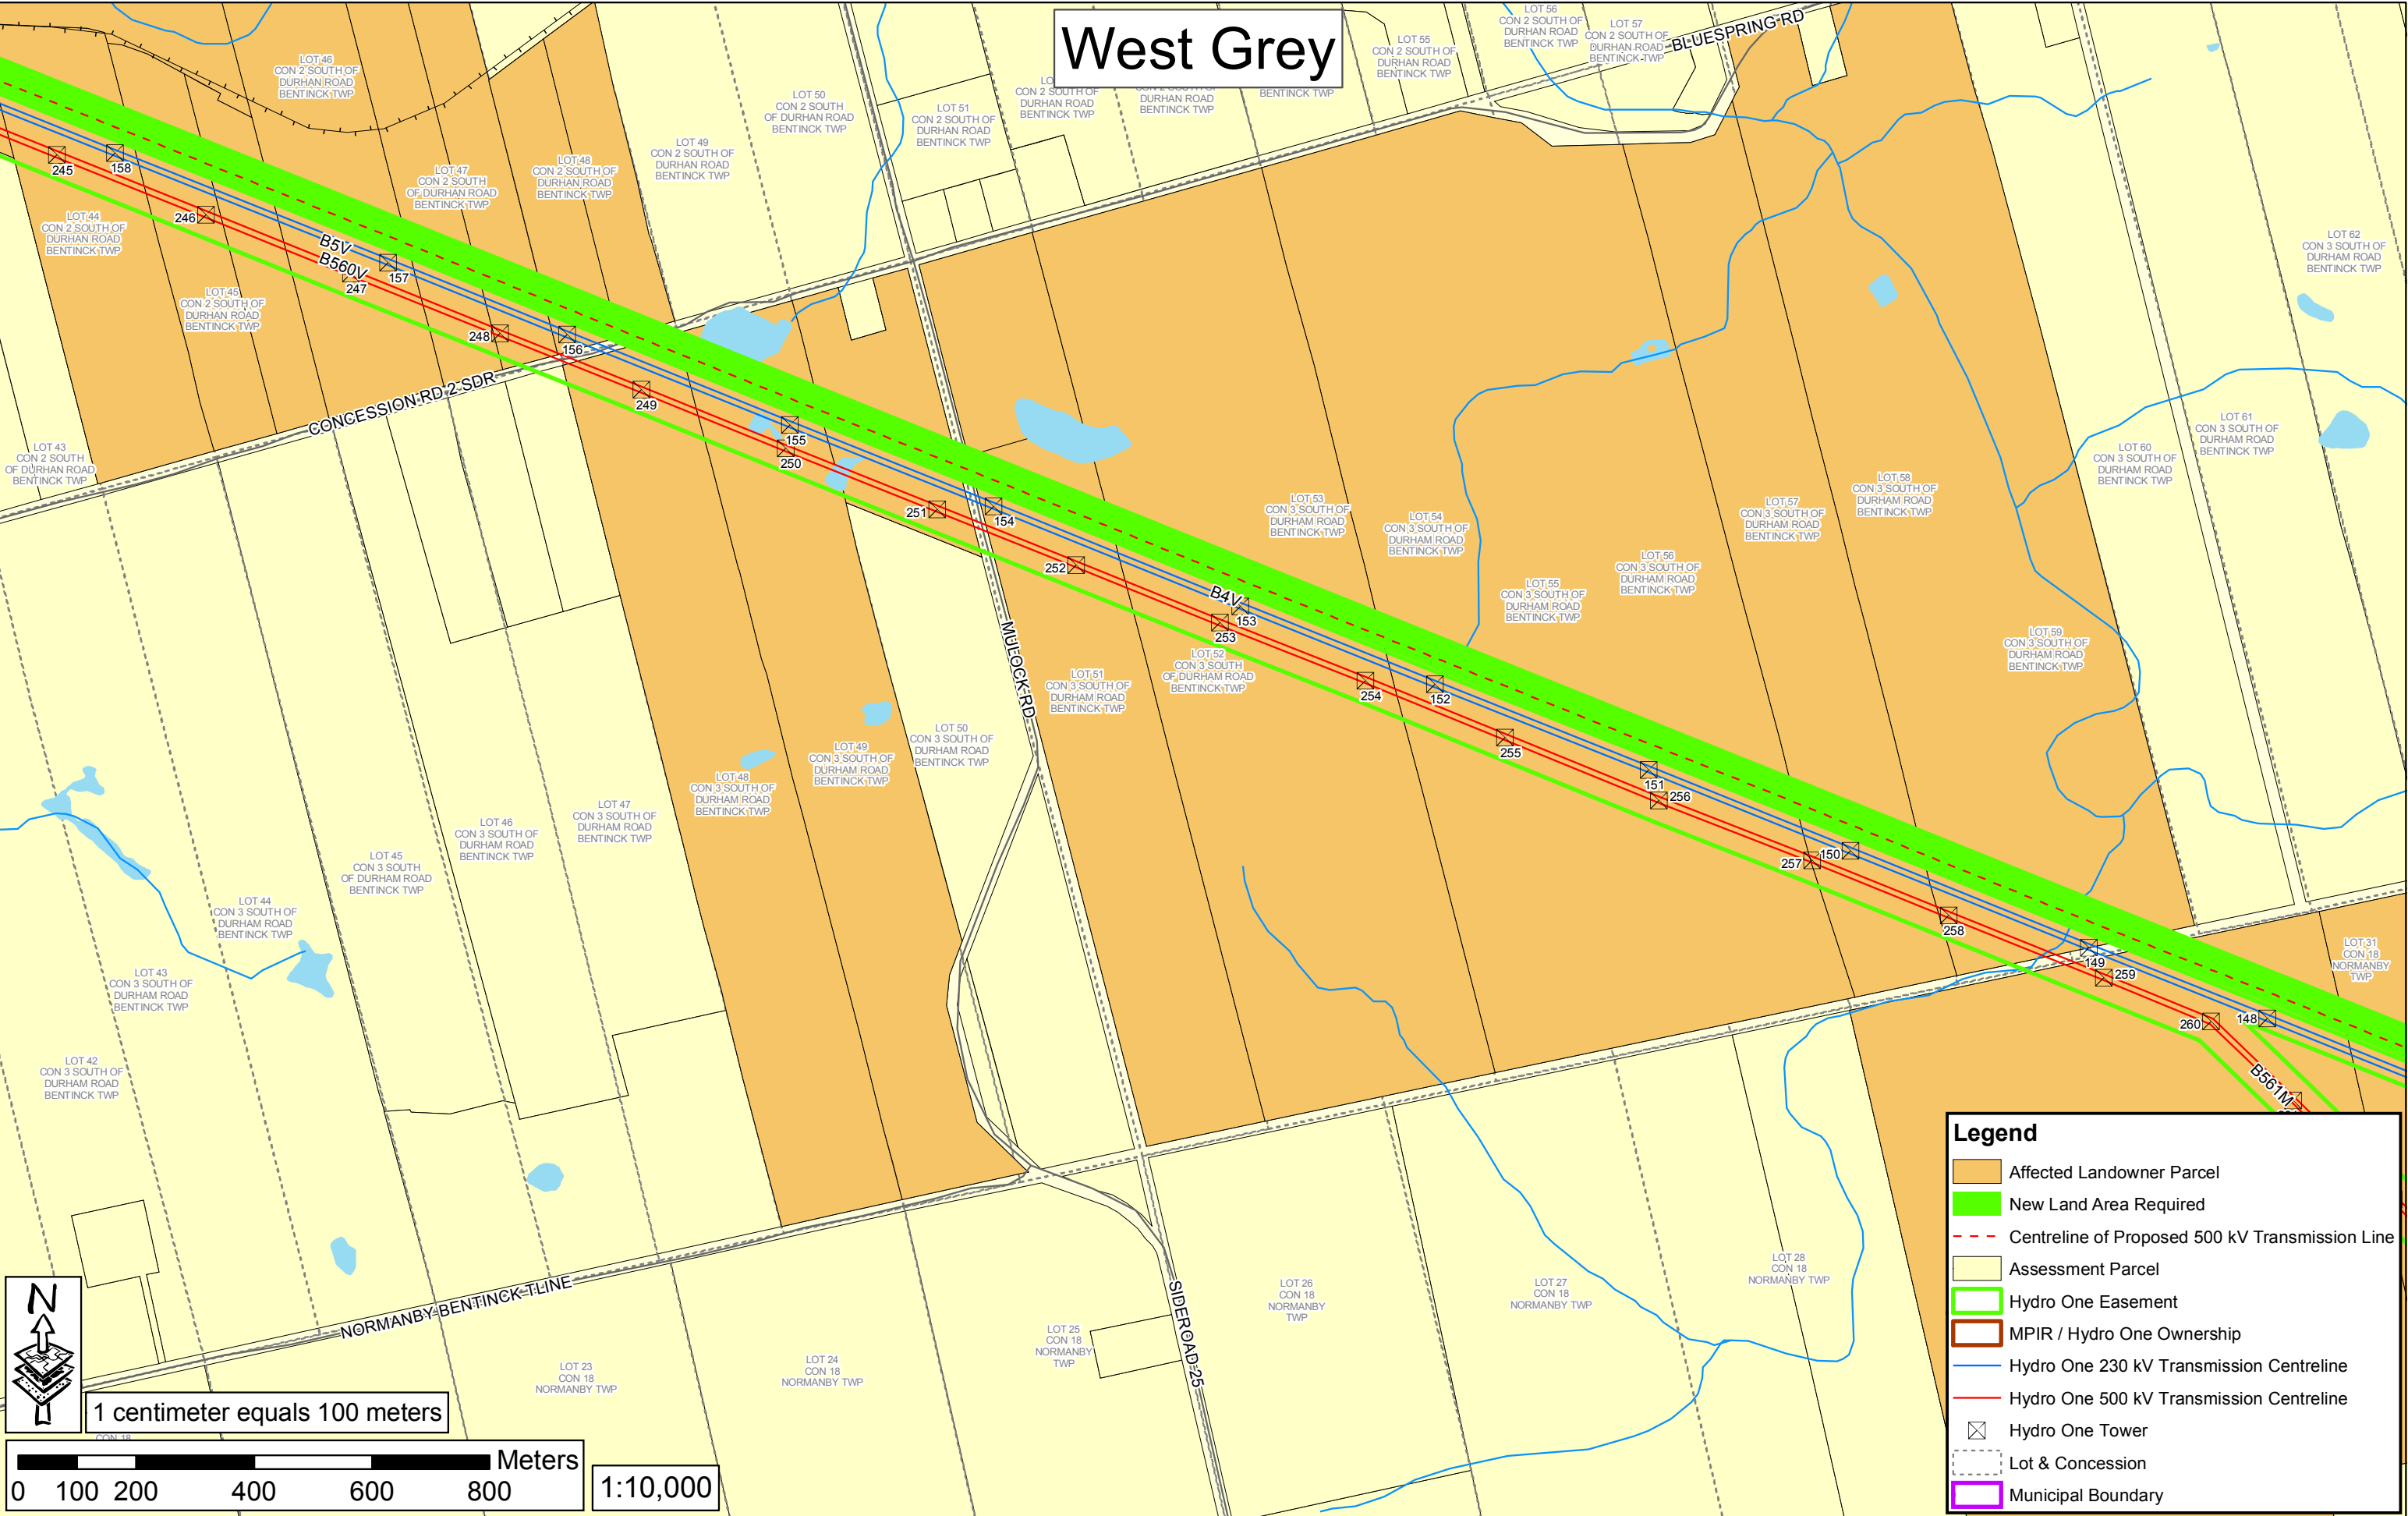 West Grey
LOT 46
CON 2 SOUTH OF
DURHAN ROAD
BENTINCK TWP
LOT 47
CON 2 SOUTH
OF DURHAN ROAD
BENTINCK TWP
LOT 48
CON 2 SOUTH OF
DURHAN ROAD
BENTINCK TWP
LOT 49
CON 2 SOUTH OF
DURHAN ROAD
BENTINCK TWP
LOT 50
CON 2 SOUTH
OF DURHAN ROAD
BENTINCK TWP
LOT 51
CON 2 SOUTH OF
DURHAN ROAD
BENTINCK TWP
CON 2 SOUTH OF
DURHAN ROAD
BENTINCK TWP
DURHAN ROAD
BENTINCK TWP
BENTINCK TWP
LOT 55
CON 2 SOUTH OF
DURHAN ROAD
BENTINCK TWP
LOT 56
CON 2 SOUTH OF
DURHAN ROAD
BENTINCK TWP
LOT 57
CON 2 SOUTH OF
DURHAN ROAD
BENTINCK TWP
BLUESPRING RD
LOT 44
CON 2 SOUTH OF
DURHAN ROAD
BENTINCK TWP
LOT 45
CON 2 SOUTH OF
DURHAN ROAD
BENTINCK TWP
LOT 43
CON 2 SOUTH
OF DURHAN ROAD
BENTINCK TWP
245
158
246
B5V
B560V
247
157
248
156
249
155
250
251
154
252
B4V
153
253
254
152
255
151
256
257
150
258
149
259
260
148
B561M
CONCESSION RD 2 SDR
MULOCK RD
LOT 62
CON 3 SOUTH OF
DURHAM ROAD
BENTINCK TWP
LOT 61
CON 3 SOUTH OF
DURHAM ROAD
BENTINCK TWP
LOT 60
CON 3 SOUTH OF
DURHAM ROAD
BENTINCK TWP
LOT 53
CON 3 SOUTH OF
DURHAM ROAD
BENTINCK TWP
LOT 54
CON 3 SOUTH OF
DURHAM ROAD
BENTINCK TWP
LOT 55
CON 3 SOUTH OF
DURHAM ROAD
BENTINCK TWP
LOT 56
CON 3 SOUTH OF
DURHAM ROAD
BENTINCK TWP
LOT 57
CON 3 SOUTH OF
DURHAM ROAD
BENTINCK TWP
LOT 58
CON 3 SOUTH OF
DURHAM ROAD
BENTINCK TWP
LOT 59
CON 3 SOUTH OF
DURHAM ROAD
BENTINCK TWP
LOT 52
CON 3 SOUTH
OF DURHAM ROAD
BENTINCK TWP
LOT 51
CON 3 SOUTH OF
DURHAM ROAD
BENTINCK TWP
LOT 50
CON 3 SOUTH OF
DURHAM ROAD
BENTINCK TWP
LOT 49
CON 3 SOUTH OF
DURHAM ROAD
BENTINCK TWP
LOT 48
CON 3 SOUTH OF
DURHAM ROAD
BENTINCK TWP
LOT 47
CON 3 SOUTH OF
DURHAM ROAD
BENTINCK TWP
LOT 46
CON 3 SOUTH OF
DURHAM ROAD
BENTINCK TWP
LOT 45
CON 3 SOUTH
OF DURHAM ROAD
BENTINCK TWP
LOT 44
CON 3 SOUTH OF
DURHAM ROAD
BENTINCK TWP
LOT 43
CON 3 SOUTH OF
DURHAM ROAD
BENTINCK TWP
LOT 42
CON 3 SOUTH OF
DURHAM ROAD
BENTINCK TWP
LOT 31
CON 18
NORMANBY
TWP
NORMANBY BENTINCK TLINE
SIDEROAD 25
LOT 23
CON 18
NORMANBY TWP
LOT 24
CON 18
NORMANBY TWP
LOT 25
CON 18
NORMANBY
TWP
LOT 26
CON 18
NORMANBY
TWP
LOT 27
CON 18
NORMANBY TWP
LOT 28
CON 18
NORMANBY TWP
N
1 centimeter equals 100 meters
CON 18
Meters
0 100 200 400 600 800
1:10,000
Legend
Affected Landowner Parcel
New Land Area Required
Centreline of Proposed 500 kV Transmission Line
Assessment Parcel
Hydro One Easement
MPIR / Hydro One Ownership
Hydro One 230 kV Transmission Centreline
Hydro One 500 kV Transmission Centreline
Hydro One Tower
Lot & Concession
Municipal Boundary